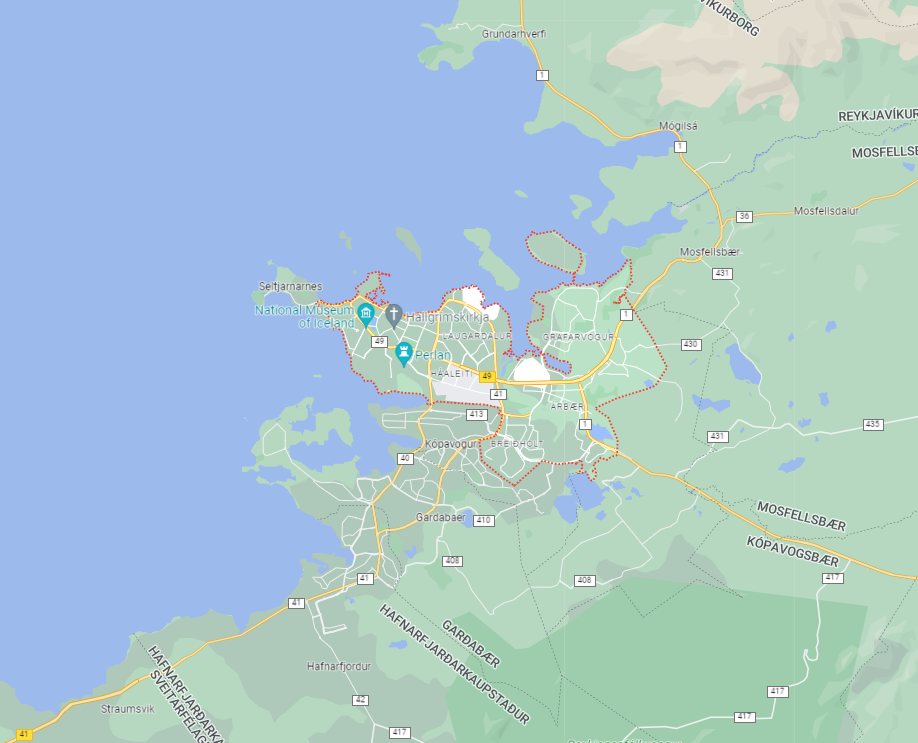 VÍKURBORG
Grundarhverfi
1
Mógilsá
1
REYKJAVÍKUR
MOSFELLSB
36
Mosfellsdalur
Mosfellsbær
431
Seltjarnarnes
National Museum
of Iceland
Hallgrímskirkja
1
LAUGARDALUR
GRAFARVOGUR
49
430
Perlan
HÁALEITI
49
41
ÁRBÆR
413
1
435
431
Kópavogur
BREIÐHOLT
40
MOSFELLSBÆR
Garðabær
410
KÓPAVOGSBÆR
408
41
408
417
41
GARÐABÆR
HAFNARFJARÐARKAUPSTAÐUR
HAFNARFJARÐARKA
SVEITARFÉLAG
Hafnarfjörður
42
417
Straumsvik
417
417
41